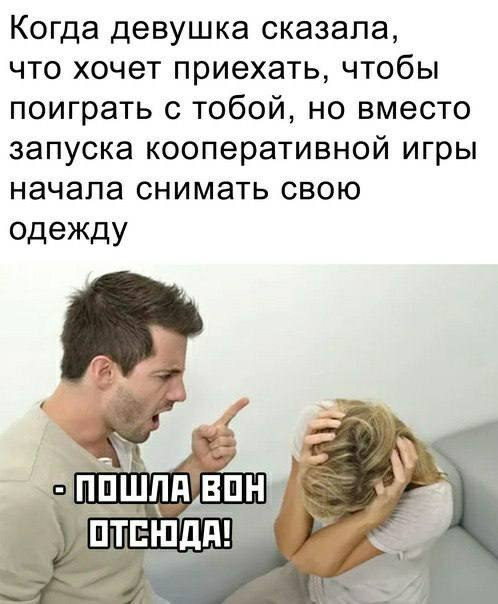 Когда девушка сказала,
что хочет приехать, чтобы
поиграть с тобой, но вместо
запуска кооперативной игры
начала снимать свою
одежду
- ПОШЛА ВОН
ОТСЮДА!